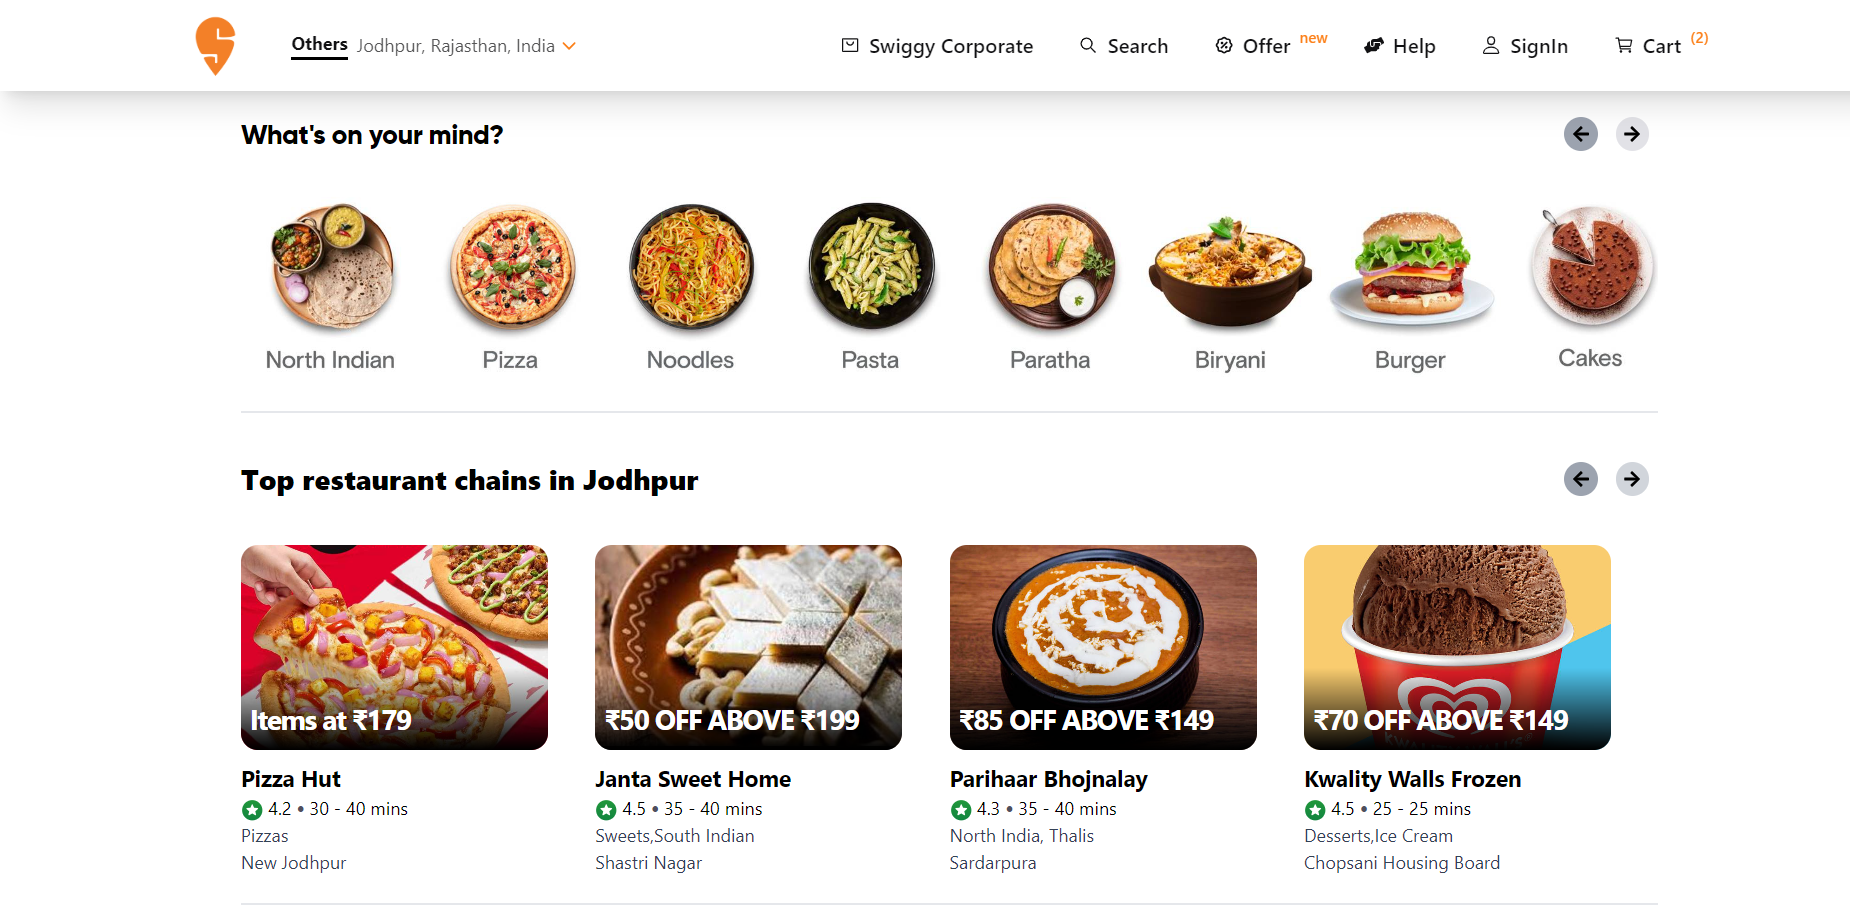 Others Jodhpur, Rajasthan, India
Swiggy Corporate
Search
Offer new
Help
SignIn
Cart (2)
What's on your mind?
North Indian
Pizza
Noodles
Pasta
Paratha
Biryani
Burger
Cakes
Top restaurant chains in Jodhpur
Items at ₹179
Pizza Hut
4.2 • 30 - 40 mins
Pizzas
New Jodhpur
₹50 OFF ABOVE ₹199
Janta Sweet Home
4.5 • 35 - 40 mins
Sweets,South Indian
Shastri Nagar
₹85 OFF ABOVE ₹149
Parihaar Bhojnalay
4.3 • 35 - 40 mins
North India, Thalis
Sardarpura
₹70 OFF ABOVE ₹149
Kwality Walls Frozen
4.5 • 25 - 25 mins
Desserts,Ice Cream
Chopsani Housing Board